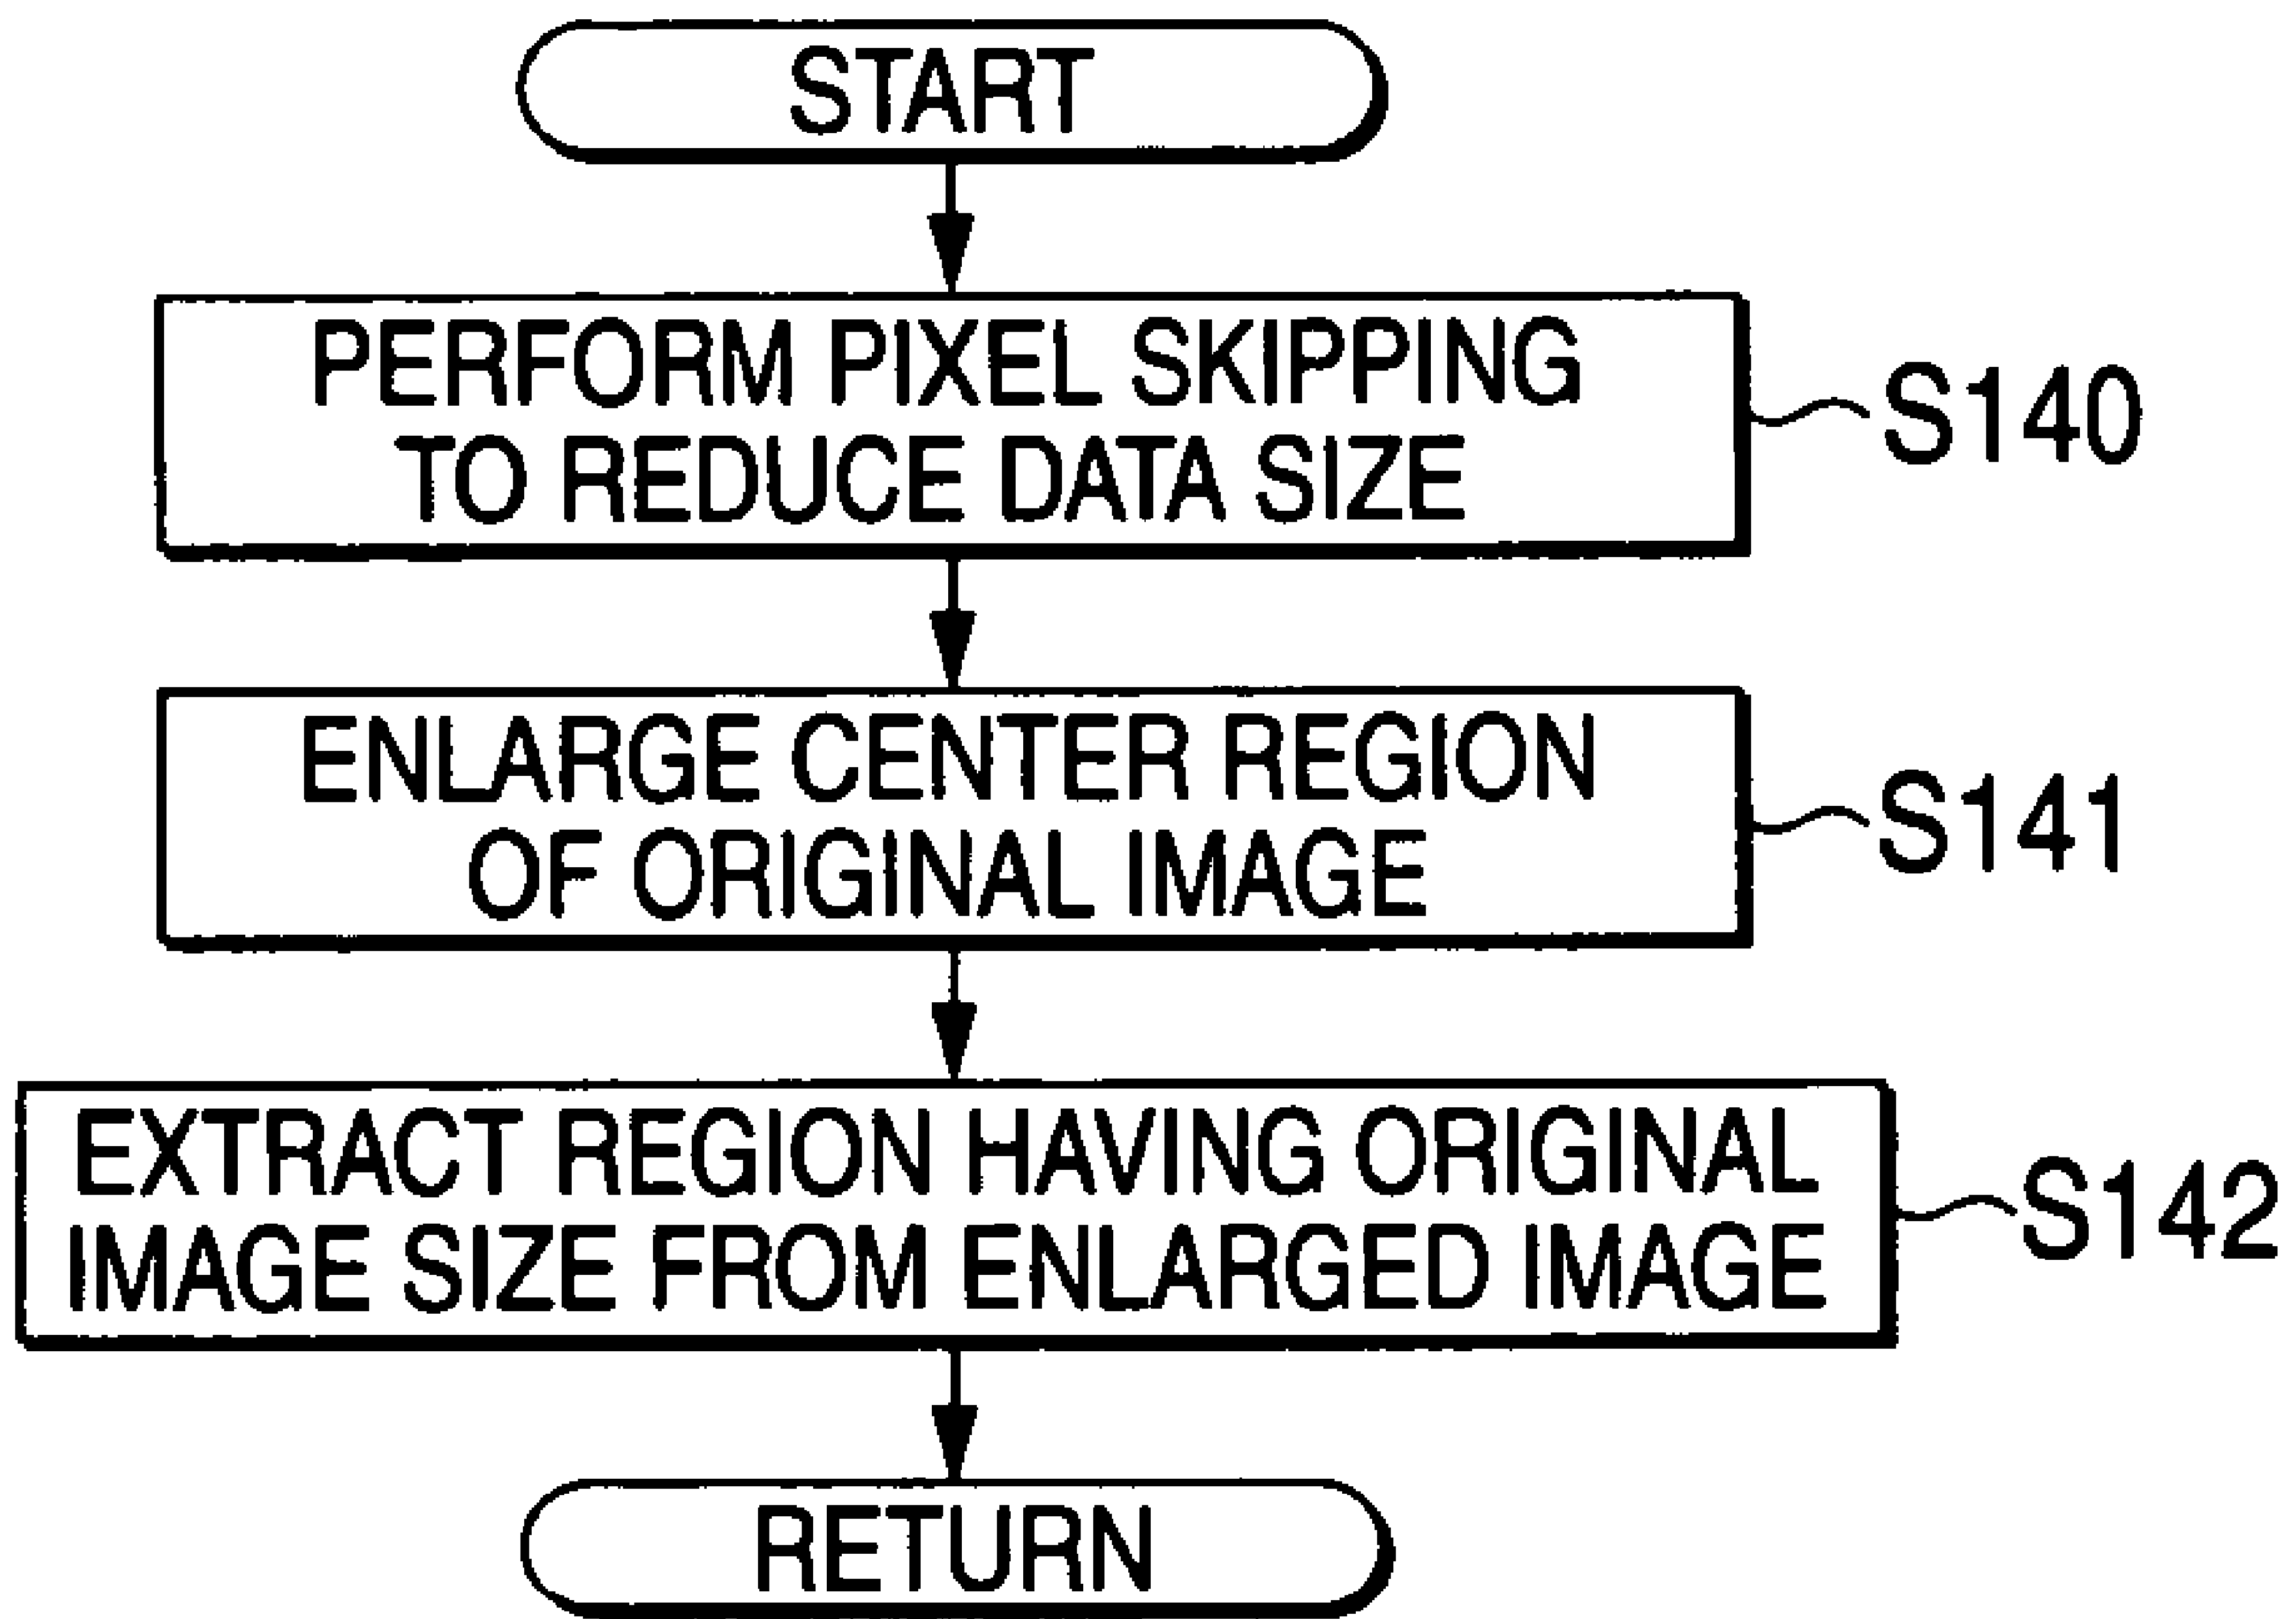 START
PERFORM PIXEL SKIPPING
TO REDUCE DATA SIZE
S140
ENLARGE CENTER REGION
OF ORIGINAL IMAGE
S141
EXTRACT REGION HAVING ORIGINAL
IMAGE SIZE FROM ENLARGED IMAGE
S142
RETURN